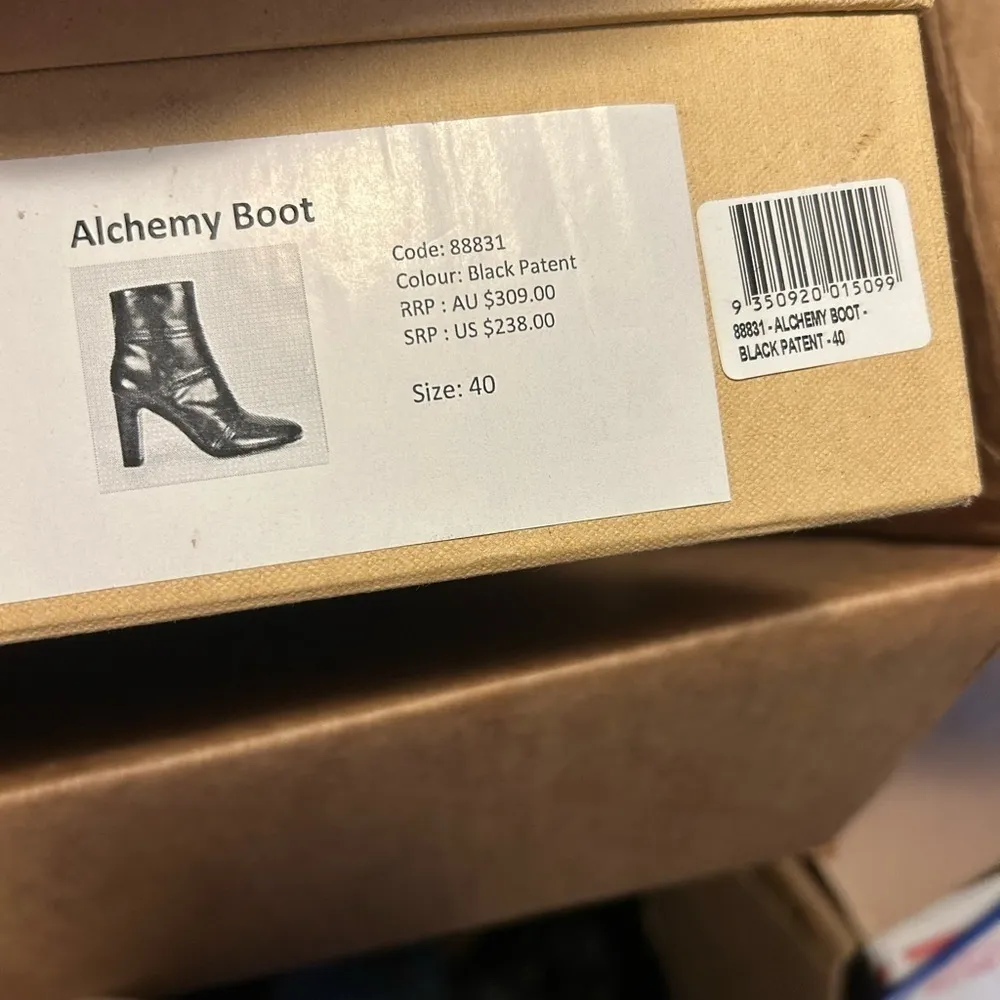 Alchemy Boot
Code: 88831
Colour: Black Patent
RRP : AU $309.00
SRP : US $238.00
Size: 40
9 350920 015099
88831 - ALCHEMY BOOT -
BLACK PATENT - 40